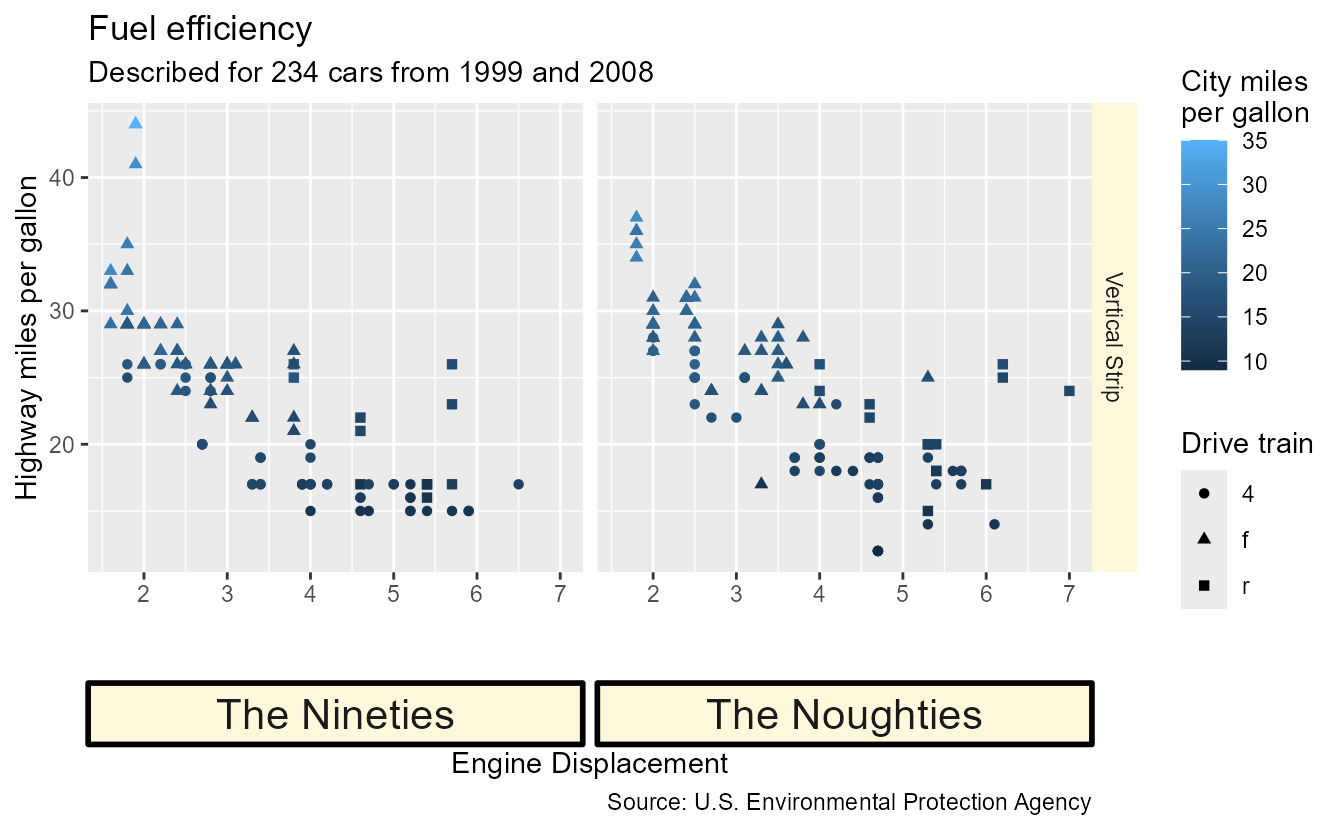 Fuel efficiency
Described for 234 cars from 1999 and 2008
Highway miles per gallon
40
30
20
2 3 4 5 6 7
2 3 4 5 6 7
Vertical Strip
The Nineties
The Noughties
Engine Displacement
Source: U.S. Environmental Protection Agency
City miles
per gallon
35
30
25
20
15
10
Drive train
4
f
r